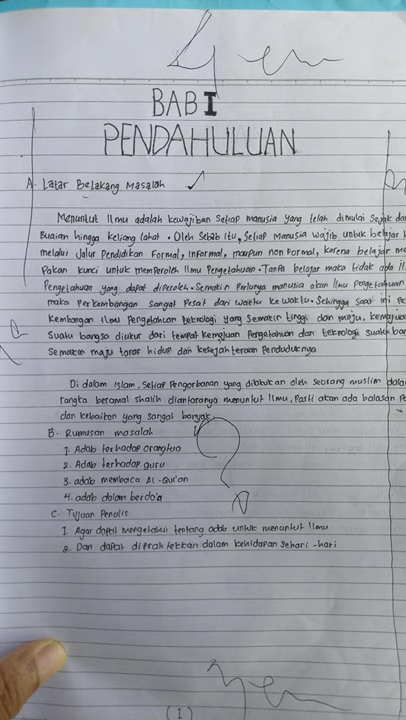 BAB I
PENDAHULUAN
A. Latar Belakang Masalah
Menuntut Ilmu adalah kewajiban Setiap manusia yang telah dimulai Sejak da
Buaian hingga keliang lahat. Oleh Sebab Itu, Setiap Manusia wajib untuk belajar b
melalui Jalur Pendidikan Formal, Informal, maupun non Formal, karena belajar me
Pakan kunci untuk memperoleh Ilmu Pengetahuan. Tanpa belajar maka tidak ada Il
Pengetahuan yang dapat diperoleh. Semakin Perlunya manusia akan Ilmu pengetahuan
maka Perkembangan Sangat Pesat dari waktu ke waktu. Sehingga Saat ini Pe
Kembangan Ilmu Pengetahuan teknologi yang Semakin tinggi dan maju, kemajua
Suatu bangsa diukur dari tempat kemajuan Pengetahuan dan teknologi suatu ban
Semakin maju taraf hidup dan kesejahteraan Penduduknya
Di dalam Islam, Setiap Pengorbanan yang dilakukan oleh Seorang muslim dala
rangka beramal shalih diantaranya menuntut Ilmu, Pasti akan ada balasan P
dan kebaikan yang sangat banyak.
B. Rumusan masalah
1. Adab terhadap orangtua
2. Adab terhadap guru
3. adab membaca Al-Qur'an
4. adab dalam berdo'a
C. Tujuan Penulis
1. Agar dapat mengetahui tentang adab untuk menuntut Ilmu
2. Dan dapat dipraktekkan dalam kehidapan Sehari-hari
(1)